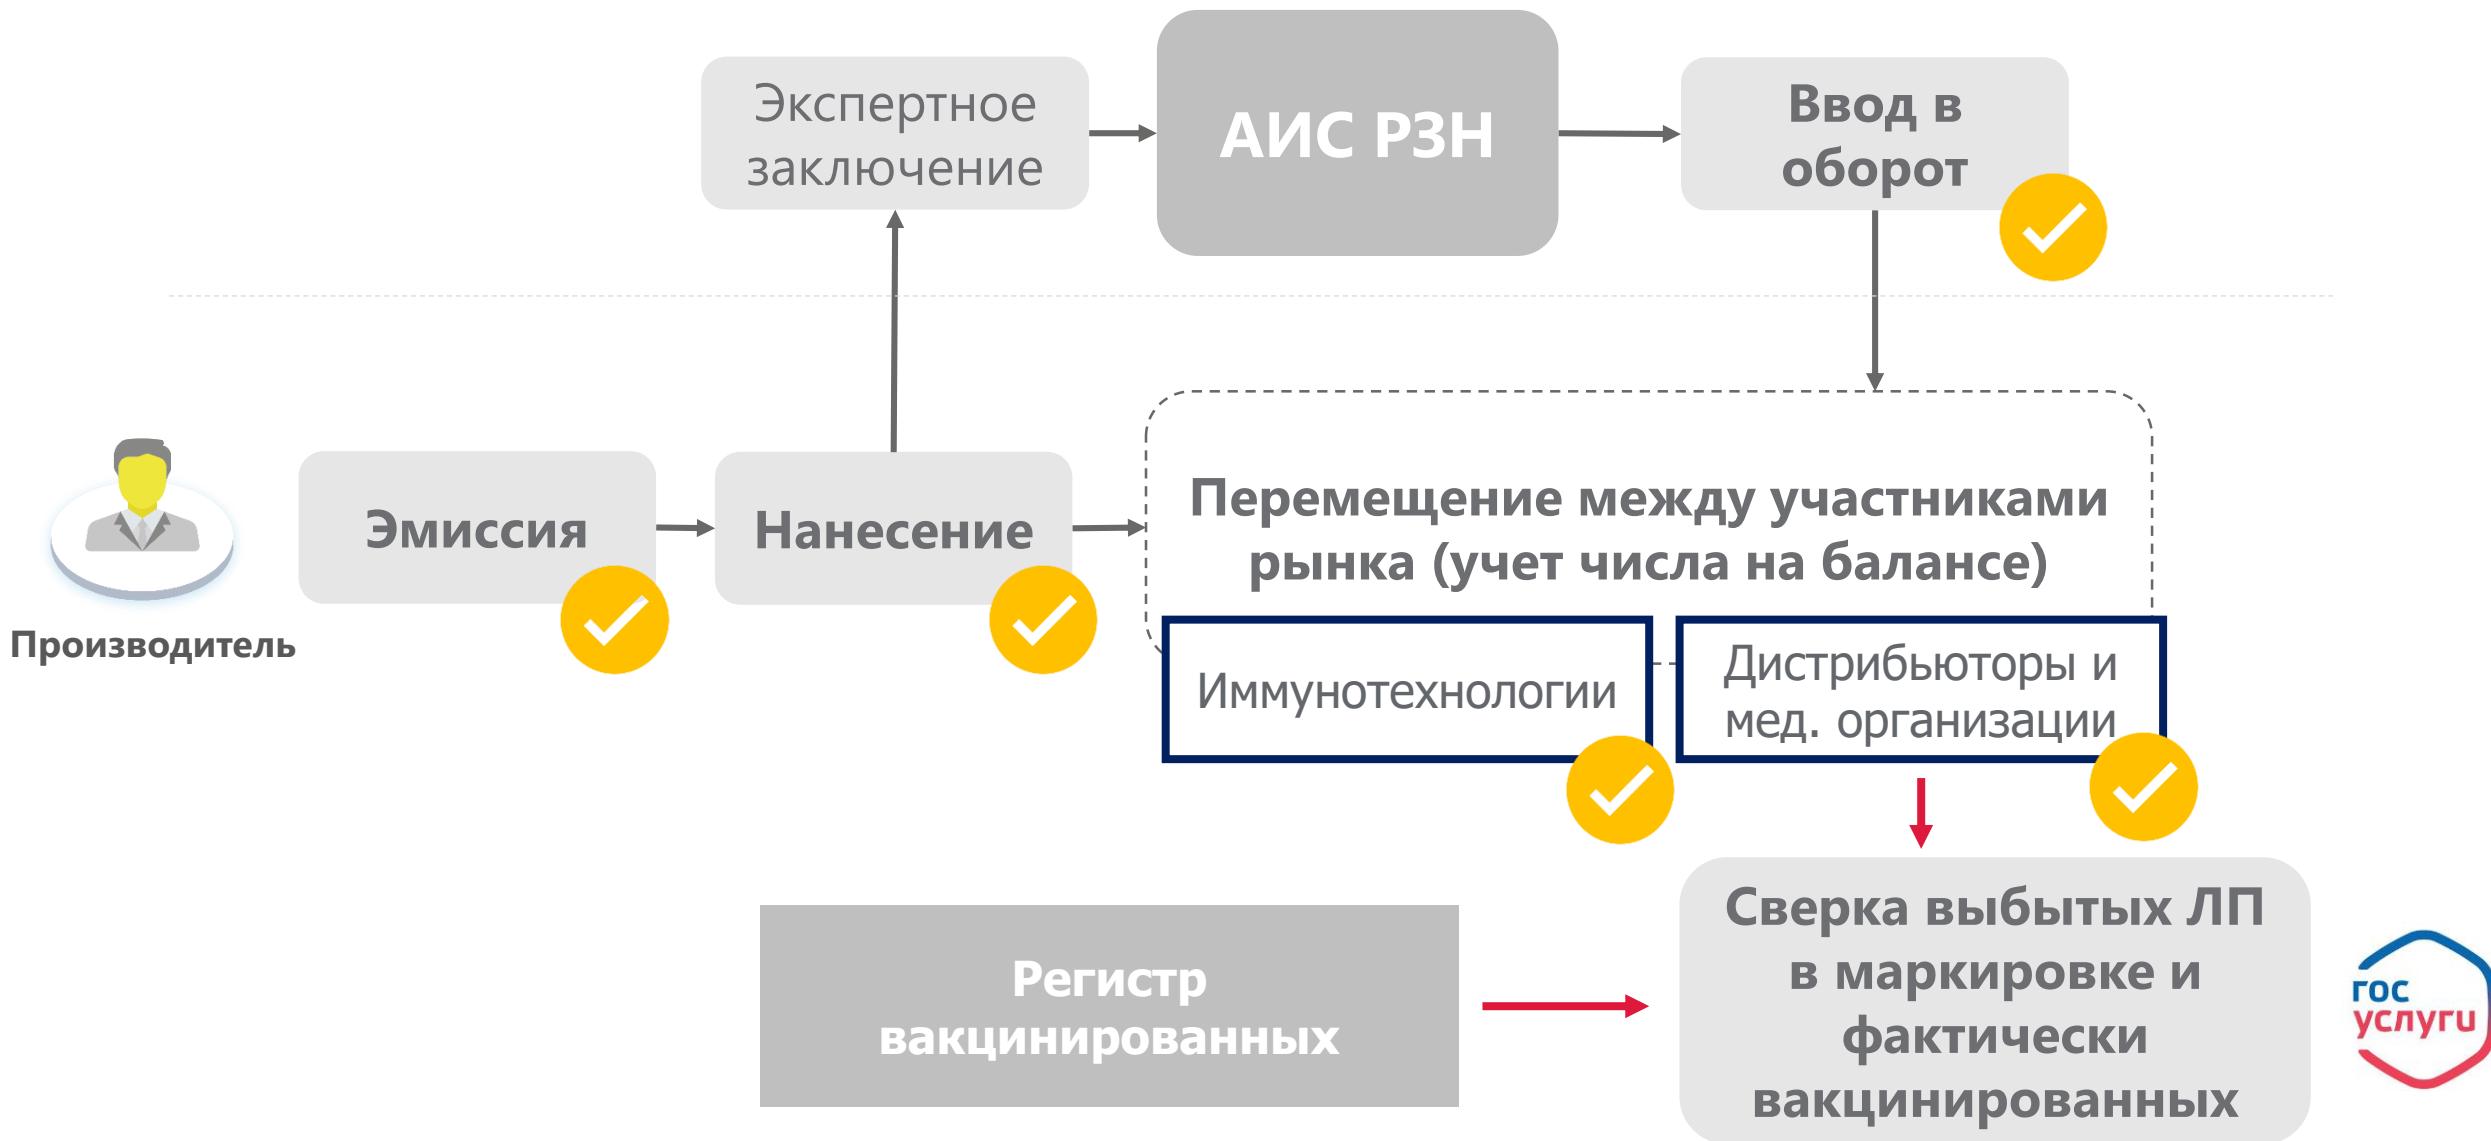 Экспертное
заключение
АИС РЗН
Ввод в
оборот
Производитель
Эмиссия
Нанесение
Перемещение между участниками
рынка (учет числа на балансе)
Иммунотехнологии
Дистрибьюторы и
мед. организации
Регистр
вакцинированных
Сверка выбытых ЛП
в маркировке и
фактически
вакцинированных
гос
услуги